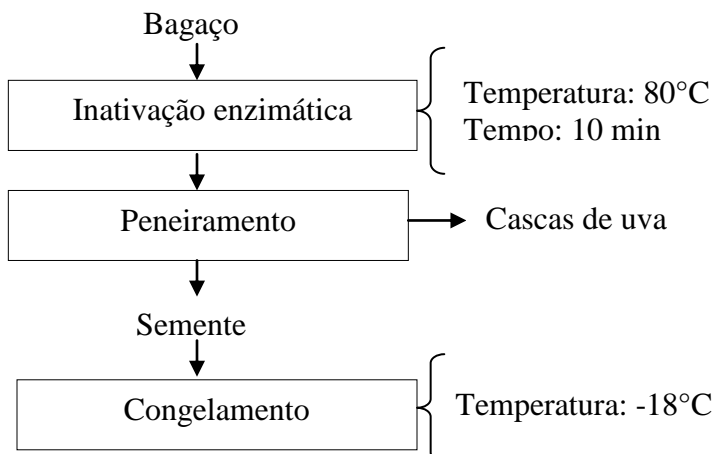 Bagaço
Inativação enzimática
Temperatura: 80°C
Tempo: 10 min
Peneiramento
Cascas de uva
Semente
Congelamento
Temperatura: -18°C